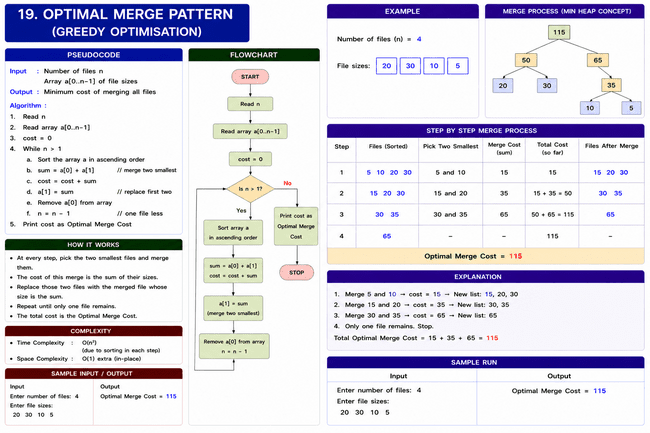 19. OPTIMAL MERGE PATTERN
(GREEDY OPTIMISATION)
PSEUDOCODE
Input : Number of files n
Array a[0..n-1] of file sizes
Output : Minimum cost of merging all files
Algorithm :
1. Read n
2. Read array a[0..n-1]
3. cost = 0
4. While n > 1
a. Sort the array a in ascending order
b. sum = a[0] + a[1] // merge two smallest
c. cost = cost + sum
d. a[1] = sum // replace first two
e. Remove a[0] from array
f. n = n - 1 // one file less
5. Print cost as Optimal Merge Cost
HOW IT WORKS
• At every step, pick the two smallest files and merge
them.
• The cost of this merge is the sum of their sizes.
• Replace those two files with the merged file whose
size is the sum.
• Repeat until only one file remains.
• The total cost is the Optimal Merge Cost.
COMPLEXITY
• Time Complexity : O(n²)
(due to sorting in each step)
• Space Complexity : O(1) extra (in-place)
SAMPLE INPUT / OUTPUT
Input Output
Enter number of files: 4 Optimal Merge Cost = 115
Enter file sizes:
20 30 10 5
FLOWCHART
START
Read n
Read array a[0..n-1]
cost = 0
Is n > 1?
No
Yes
Sort array a
in ascending order
Print cost as
Optimal Merge
Cost
sum = a[0] + a[1]
cost = cost + sum
STOP
a[1] = sum
(merge two smallest)
Remove a[0] from array
n = n - 1
EXAMPLE
Number of files (n) = 4
File sizes: 20 30 10 5
MERGE PROCESS (MIN HEAP CONCEPT)
115
50 65
20 30 35
10 5
STEP BY STEP MERGE PROCESS
Step Files (Sorted) Pick Two Smallest Merge Cost (sum) Total Cost (so far) Files After Merge
1 5 10 20 30 5 and 10 15 15 15 20 30
2 15 20 30 15 and 20 35 15 + 35 = 50 30 35
3 30 35 30 and 35 65 50 + 65 = 115 65
4 65 – – 115 –
Optimal Merge Cost = 115
EXPLANATION
1. Merge 5 and 10 → cost = 15 → New list: 15, 20, 30
2. Merge 15 and 20 → cost = 35 → New list: 30, 35
3. Merge 30 and 35 → cost = 65 → New list: 65
4. Only one file remains. Stop.
Total Optimal Merge Cost = 15 + 35 + 65 = 115
SAMPLE RUN
Input Output
Enter number of files: 4 Optimal Merge Cost = 115
Enter file sizes:
20 30 10 5